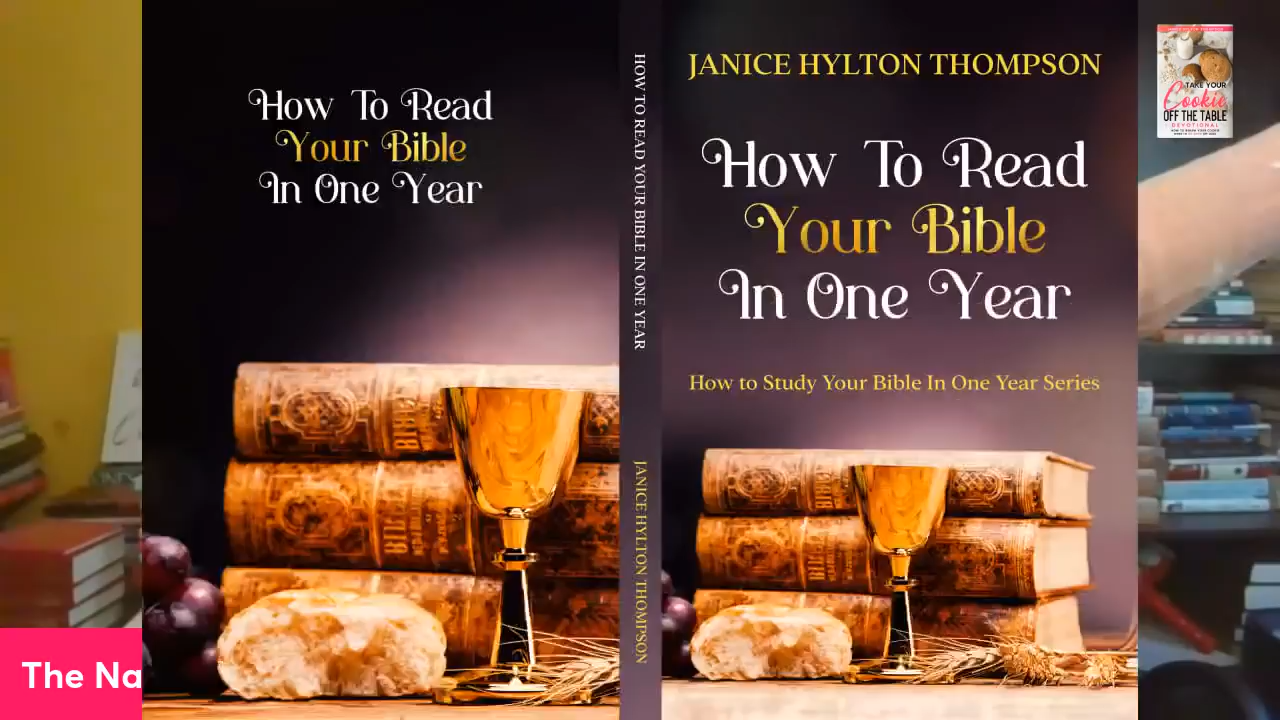 How To Read
Your Bible
In One Year
HOW TO READ YOUR BIBLE IN ONE YEAR
JANICE HYLTON THOMPSON
JANICE HYLTON THOMPSON
How To Read
Your Bible
In One Year
How to Study Your Bible In One Year Series
TAKE YOUR
Cookie
OFF THE TABLE
DEVOTIONAL
The Na